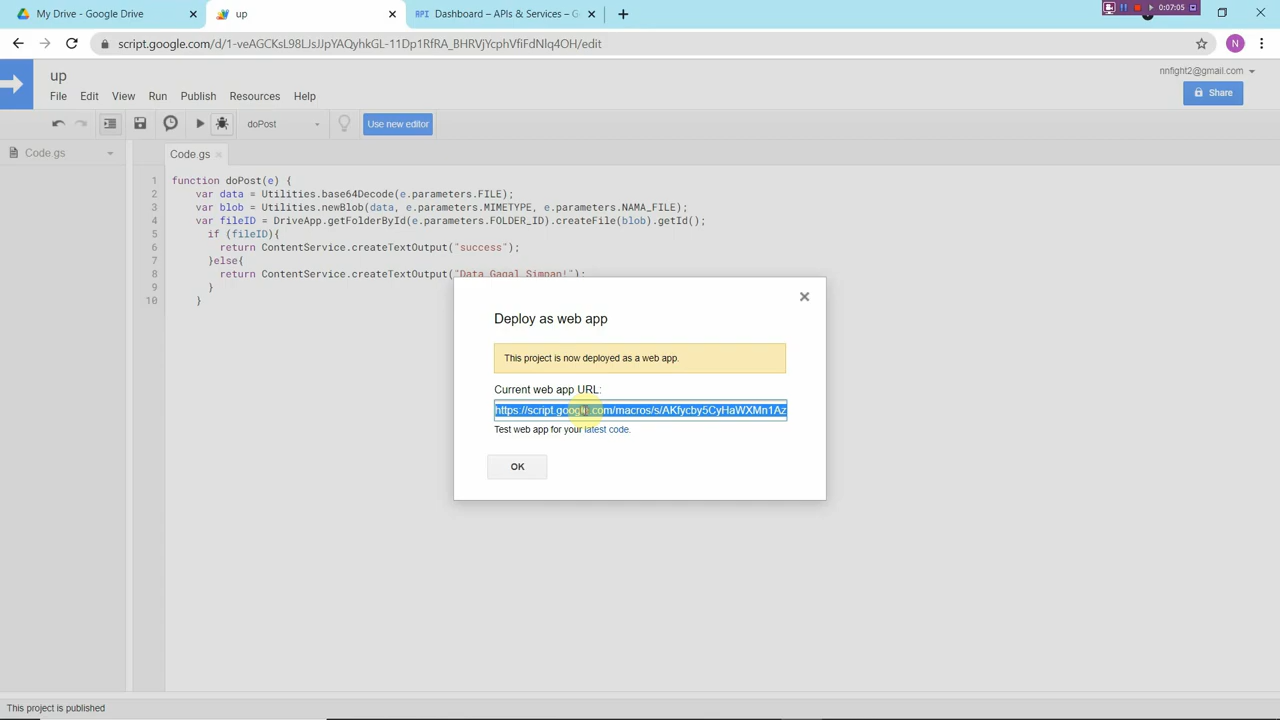 My Drive - Google Drive
up
API Dashboard – APIs & Services – G
00:07:05
script.google.com/d/1-veAGCKsL98LJsJJpYAQyhkGL-11Dp1RfRA_BHRVjYcphVfiFdNlq4OH/edit
N
up
nnfight2@gmail.com
File Edit View Run Publish Resources Help
Share
doPost
Use new editor
Code.gs
Code.gs
1 function doPost(e) {
2 var data = Utilities.base64Decode(e.parameters.FILE);
3 var blob = Utilities.newBlob(data, e.parameters.MIMETYPE, e.parameters.NAMA_FILE);
4 var fileID = DriveApp.getFolderById(e.parameters.FOLDER_ID).createFile(blob).getId();
5 if (fileID){
6 return ContentService.createTextOutput("success");
7 }else{
8 return ContentService.createTextOutput("Data Gagal Simpan!");
9 }
10 }
Deploy as web app
This project is now deployed as a web app.
Current web app URL:
https://script.google.com/macros/s/AKfycby5CyHaWXMn1Az
Test web app for your latest code.
OK
This project is published